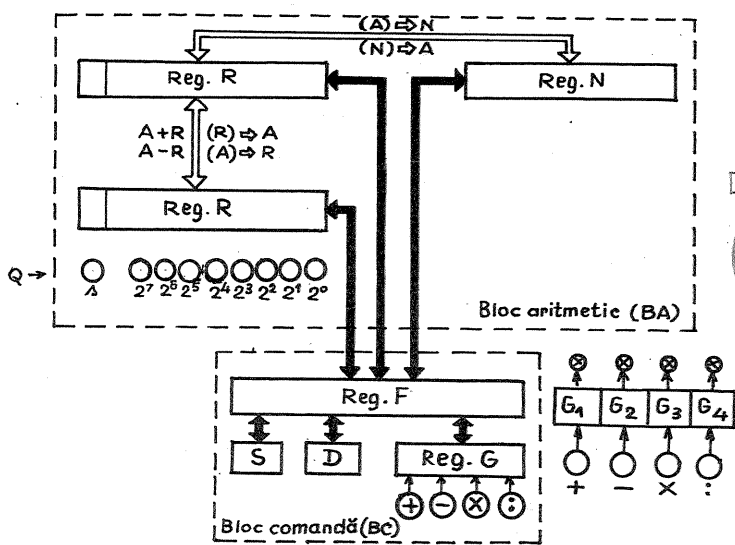 (A)⇨N
(N)⇨A
Reg. R
Reg. N
A+R (R)⇨A
A−R (A)⇨R
Reg. R
Q →
s 2⁷ 2⁶ 2⁵ 2⁴ 2³ 2² 2¹ 2⁰
Bloc aritmetic (BA)
Reg. F
G₁ G₂ G₃ G₄
S D Reg. G
+ − × :
+ − × :
Bloc comandă (BC)